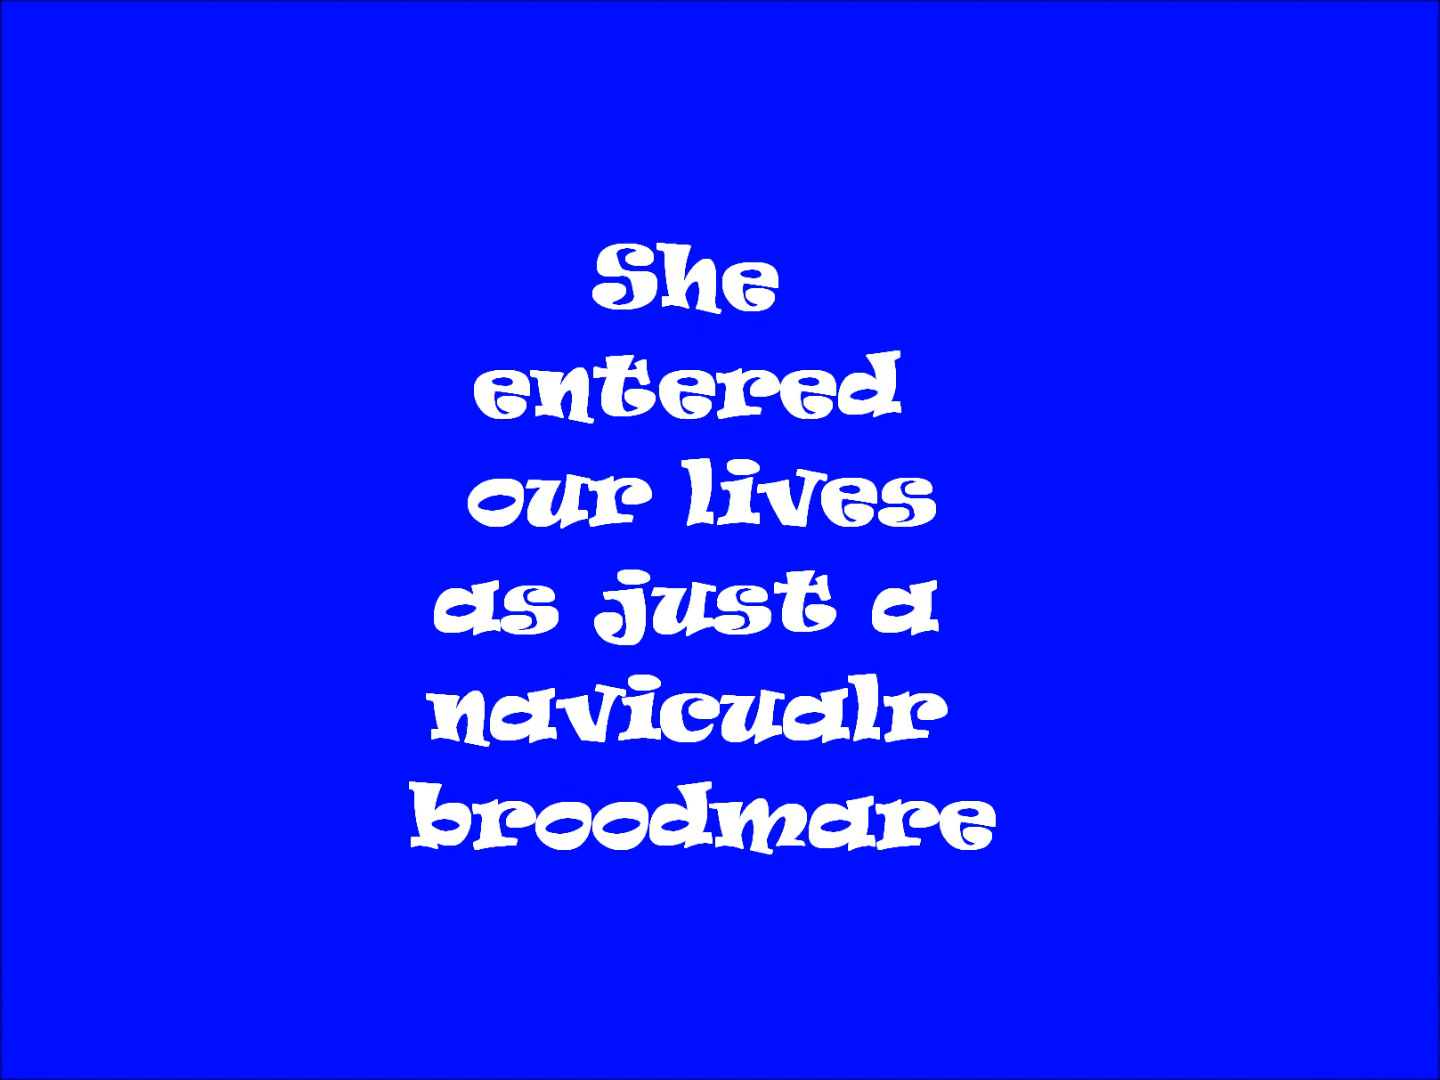 She
entered
our lives
as just a
navicualr
broodmare